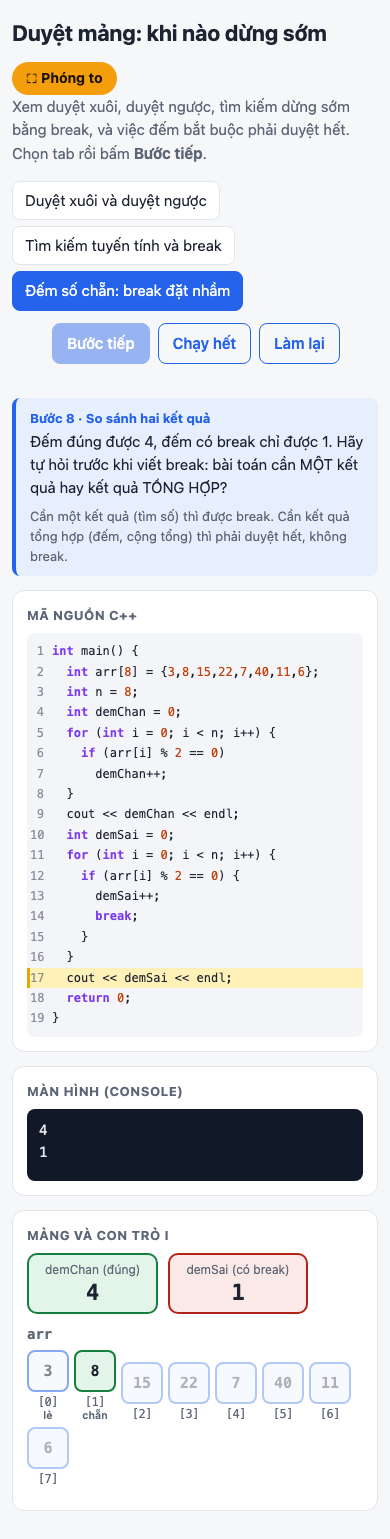 Duyệt mảng: khi nào dừng sớm
⛶ Phóng to
Xem duyệt xuôi, duyệt ngược, tìm kiếm dừng sớm
bằng break, và việc đếm bắt buộc phải duyệt hết.
Chọn tab rồi bấm Bước tiếp.
Duyệt xuôi và duyệt ngược
Tìm kiếm tuyến tính và break
Đếm số chẵn: break đặt nhầm
Bước tiếp Chạy hết Làm lại
Bước 8 · So sánh hai kết quả
Đếm đúng được 4, đếm có break chỉ được 1. Hãy
tự hỏi trước khi viết break: bài toán cần MỘT kết
quả hay kết quả TỔNG HỢP?
Cần một kết quả (tìm số) thì được break. Cần kết quả
tổng hợp (đếm, cộng tổng) thì phải duyệt hết, không
break.
MÃ NGUỒN C++
1 int main() {
2   int arr[8] = {3,8,15,22,7,40,11,6};
3   int n = 8;
4   int demChan = 0;
5   for (int i = 0; i < n; i++) {
6     if (arr[i] % 2 == 0)
7       demChan++;
8   }
9   cout << demChan << endl;
10   int demSai = 0;
11   for (int i = 0; i < n; i++) {
12     if (arr[i] % 2 == 0) {
13       demSai++;
14       break;
15     }
16   }
17   cout << demSai << endl;
18   return 0;
19 }
MÀN HÌNH (CONSOLE)
4
1
MẢNG VÀ CON TRỎ I
demChan (đúng) demSai (có break)
4 1
arr
3 8 15 22 7 40 11
[0] [1] [2] [3] [4] [5] [6]
lẻ chẵn
6
[7]